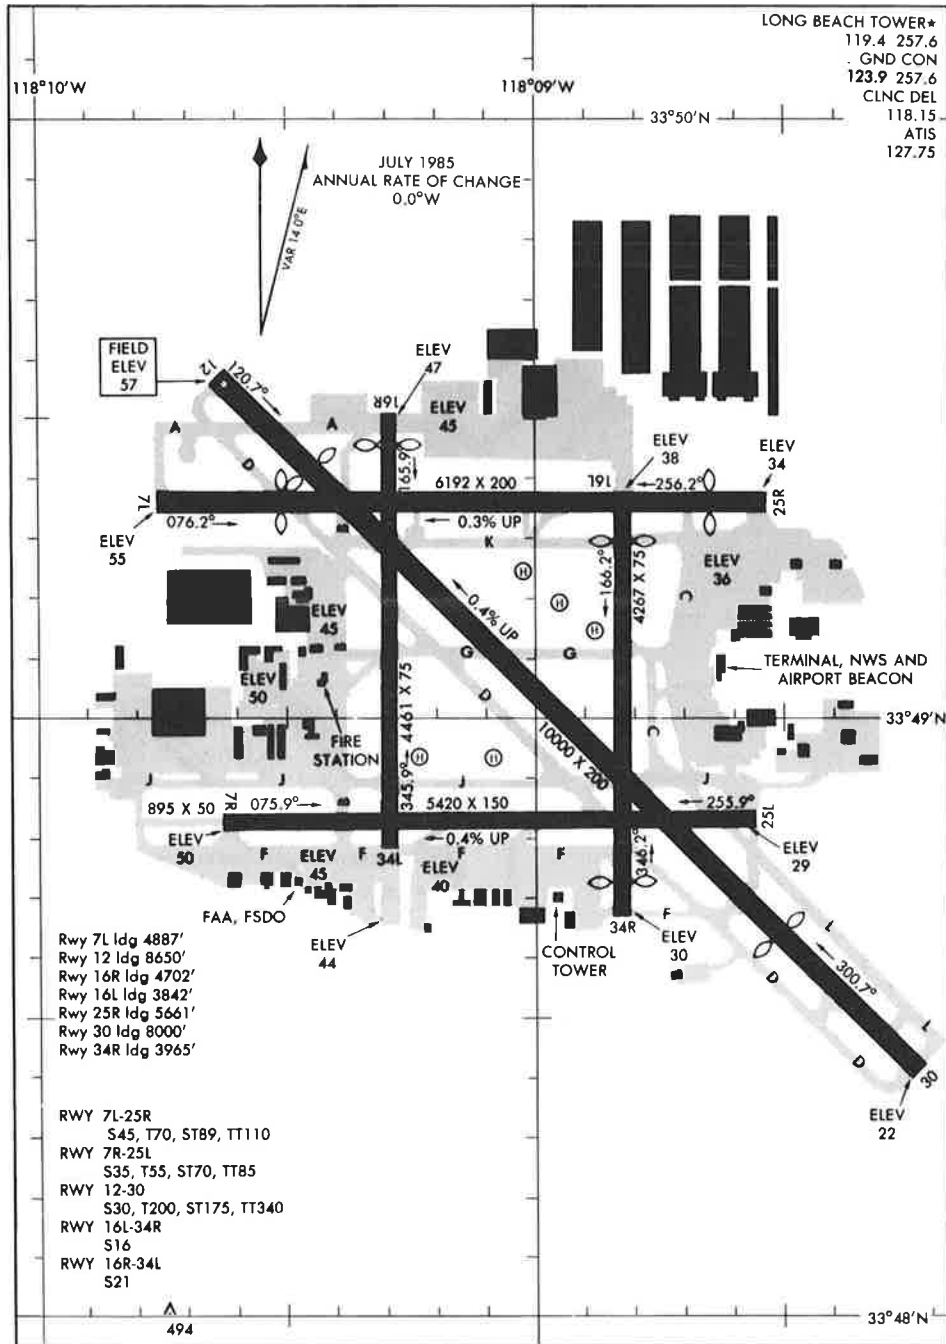 LONG BEACH TOWER★
119.4 257.6
GND CON
123.9 257.6
CLNC DEL
118.15
ATIS
127.75
118°10'W
118°09'W
33°50'N
JULY 1985
ANNUAL RATE OF CHANGE
0.0°W
VAR 14.0°E
FIELD
ELEV
57
12
120.7°
ELEV
47
16R
165.9°
ELEV
45
A
A
D
ELEV
38
16L
ELEV
34
256.2°
25R
6192 X 200
7L
076.2°
0.3% UP
ELEV
55
K
H
H
H
166.2°
4267 X 75
ELEV
36
C
0.4% UP
ELEV
45
G
G
D
ELEV
50
TERMINAL, NWS AND
AIRPORT BEACON
FIRE
STATION
4461 X 75
345.9°
H
H
10000 X 200
C
33°49'N
J
J
J
J
895 X 50
7R
075.9°
5420 X 150
255.9°
25L
0.4% UP
ELEV
50
F
ELEV
45
F
34L
F
ELEV
40
F
346.2°
ELEV
29
FAA, FSDO
ELEV
44
CONTROL
TOWER
34R
F
ELEV
30
L
300.7°
D
L
D
30
ELEV
22
Rwy 7L ldg 4887'
Rwy 12 ldg 8650'
Rwy 16R ldg 4702'
Rwy 16L ldg 3842'
Rwy 25R ldg 5661'
Rwy 30 ldg 8000'
Rwy 34R ldg 3965'
RWY 7L-25R
S45, T70, ST89, TT110
RWY 7R-25L
S35, T55, ST70, TT85
RWY 12-30
S30, T200, ST175, TT340
RWY 16L-34R
S16
RWY 16R-34L
S21
494
33°48'N